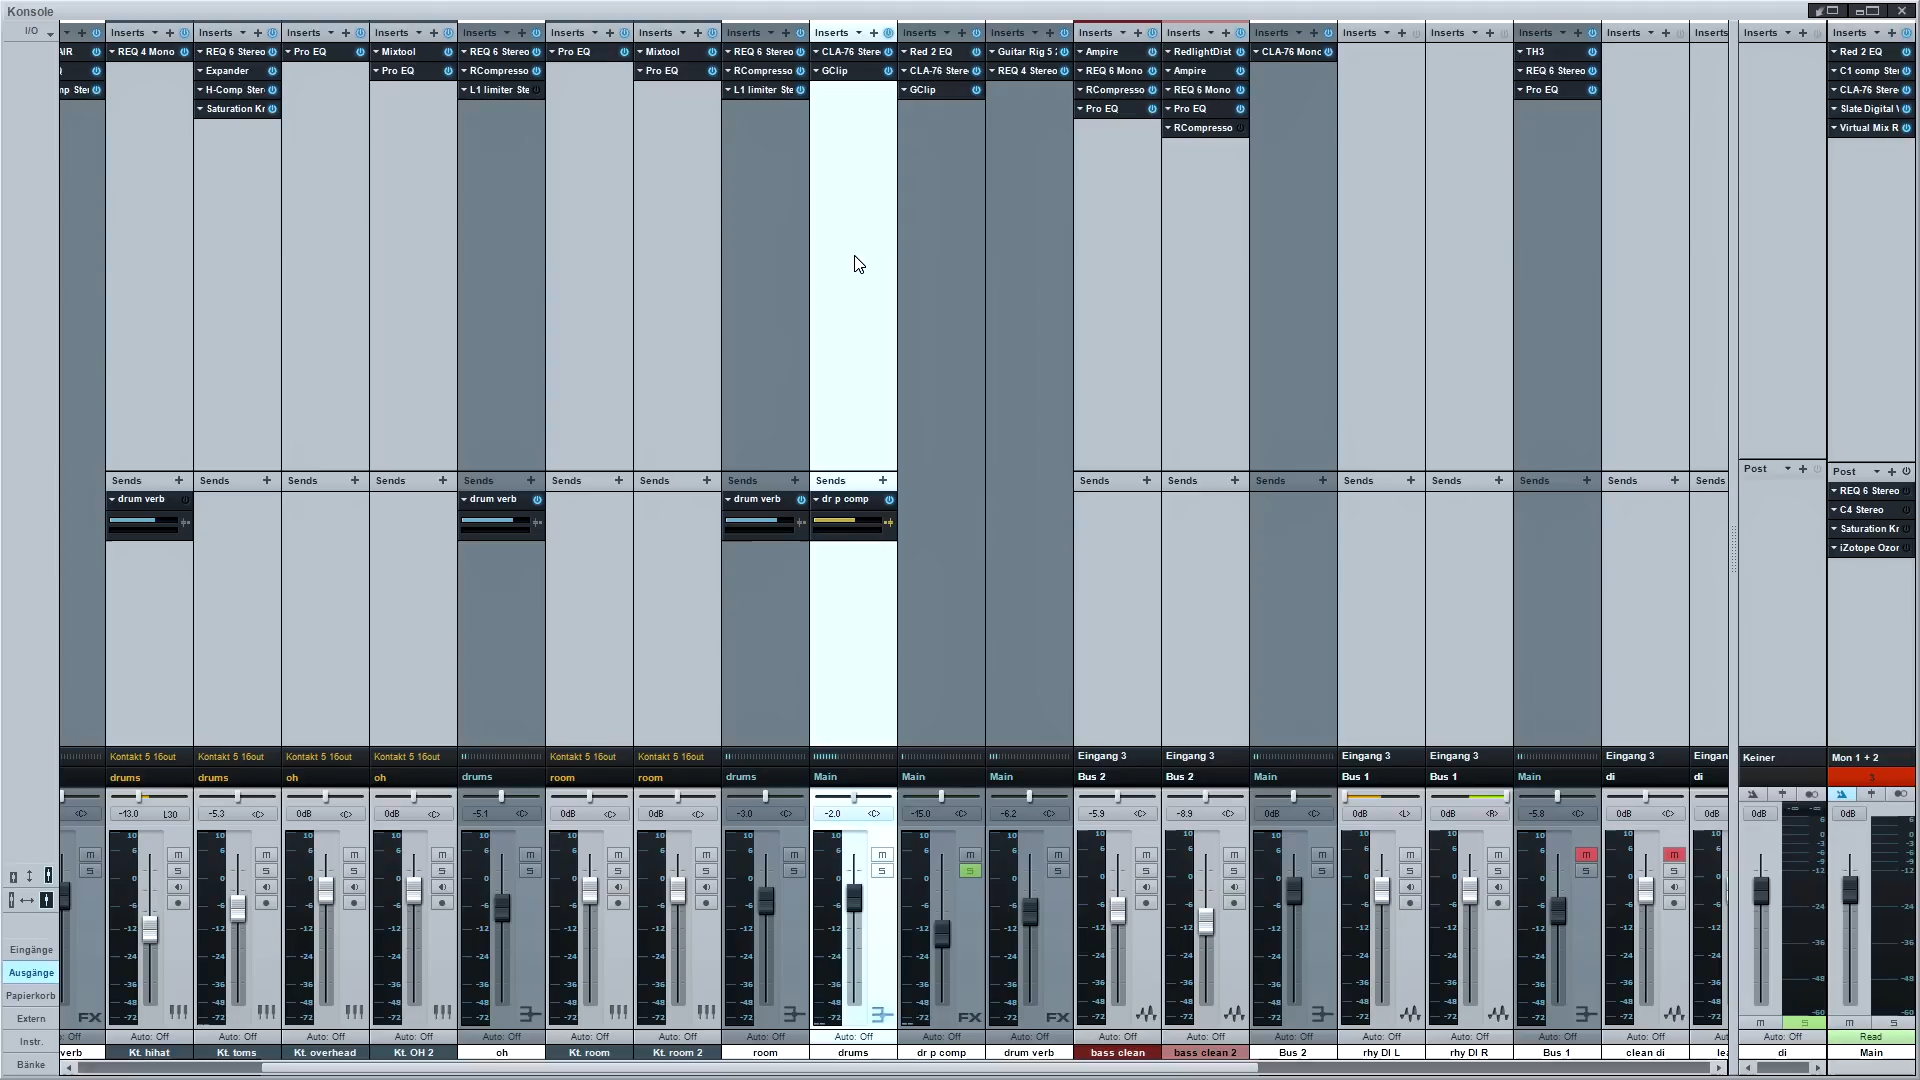 Konsole
I/O
Inserts Inserts Inserts Inserts Inserts Inserts Inserts Inserts Inserts Inserts Inserts Inserts Inserts Inserts Inserts Inserts Inserts Inserts Inserts Inserts Inserts
REQ 4 Mono REQ 6 Stereo Pro EQ Mixtool REQ 6 Stereo Pro EQ Mixtool REQ 6 Stereo CLA-76 Stere Red 2 EQ Guitar Rig 5 Ampire RedlightDist CLA-76 Mono TH3 Red 2 EQ
Expander Pro EQ RCompresso Pro EQ RCompresso GClip CLA-76 Stere REQ 4 Stereo REQ 6 Mono Ampire REQ 6 Stereo C1 comp Ste
mp Ste H-Comp Ste L1 limiter Ste L1 limiter Ste GClip RCompresso REQ 6 Mono Pro EQ CLA-76 Stere
Saturation Kr Pro EQ Pro EQ Slate Digital V
RCompresso Virtual Mix R
Post Post
Sends Sends Sends Sends Sends Sends Sends Sends Sends Sends Sends Sends Sends Sends Sends Sends Sends
REQ 6 Stereo
drum verb drum verb drum verb dr p comp
C4 Stereo
Saturation Kr
iZotope Ozor
Kontakt 5 16out Kontakt 5 16out Kontakt 5 16out Kontakt 5 16out Kontakt 5 16out Kontakt 5 16out Eingang 3 Eingang 3 Eingang 3 Eingang 3 Eingang 3 Eingan Keiner Mon 1 + 2
drums drums oh oh drums room room drums Main Main Main Bus 2 Bus 2 Main Bus 1 Bus 1 Main di di 3
<C> -13.0 L30 -5.3 <C> 0dB <C> 0dB <C> -5.1 <C> 0dB <C> 0dB <C> -3.0 <C> -2.0 <C> -15.0 <C> -6.2 <C> -5.9 <C> -8.9 <C> 0dB <C> 0dB <L> 0dB <R> -5.8 <C> 0dB <C> 0dB 0dB 0dB
Eingänge
Ausgänge
Papierkorb
Extern
FX FX FX
Instr.
Auto: Off Auto: Off Auto: Off Auto: Off Auto: Off Auto: Off Auto: Off Auto: Off Auto: Off Auto: Off Auto: Off Auto: Off Auto: Off Auto: Off Auto: Off Auto: Off Auto: Off Auto: Off Au Auto: Off Read
verb Kt. hihat Kt. toms Kt. overhead Kt. OH 2 oh Kt. room Kt. room 2 room drums dr p comp drum verb bass clean bass clean 2 Bus 2 rhy DI L rhy DI R Bus 1 clean di lea di Main
Bänke